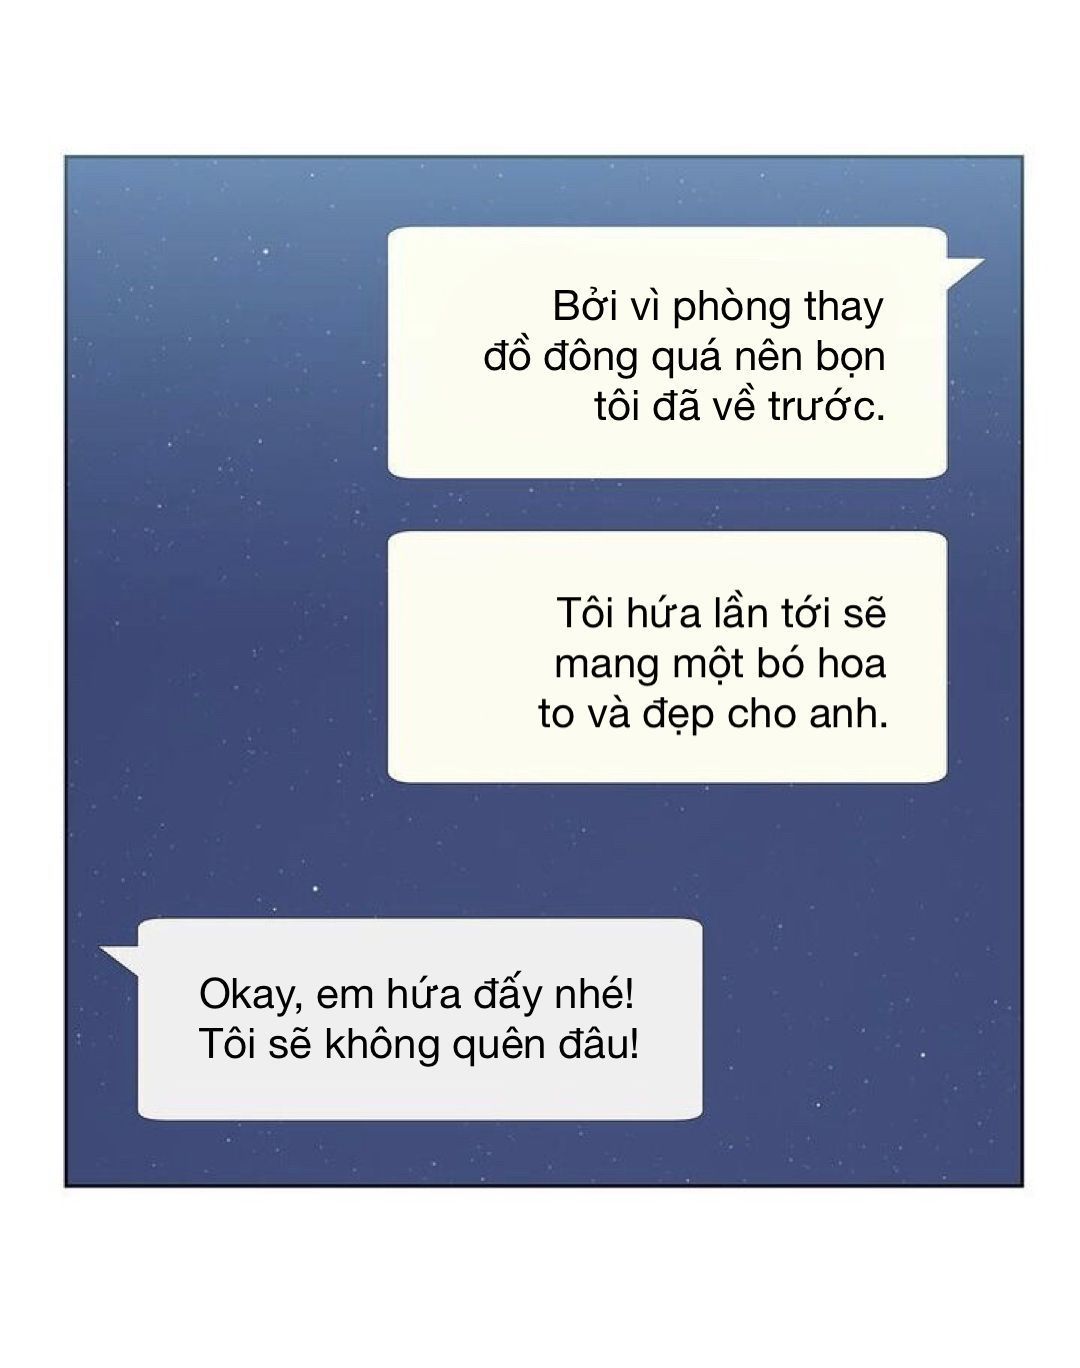 Bởi vì phòng thay
đồ đông quá nên bọn
tôi đã về trước.
Tôi hứa lần tới sẽ
mang một bó hoa
to và đẹp cho anh.
Okay, em hứa đấy nhé!
Tôi sẽ không quên đâu!